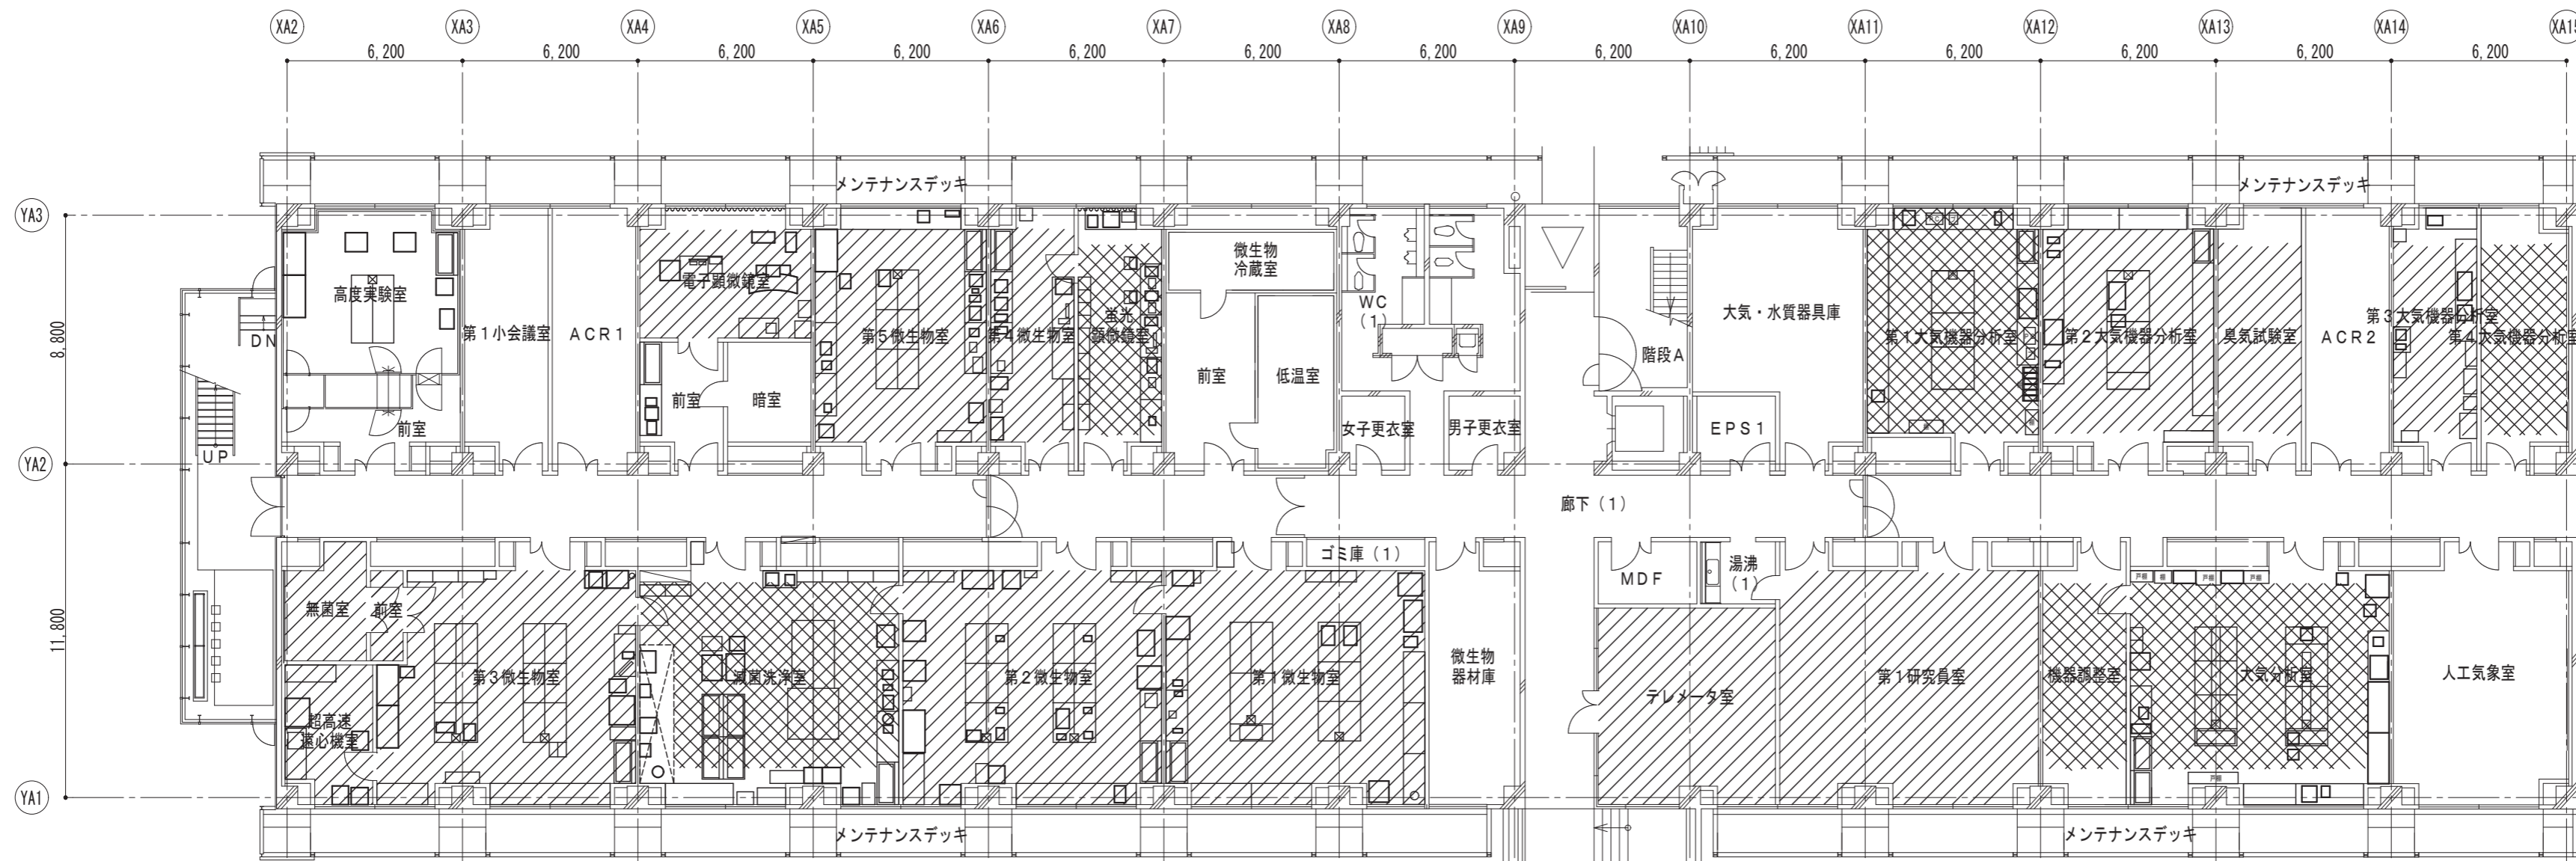 XA2 XA3 XA4 XA5 XA6 XA7 XA8 XA9 XA10 XA11 XA12 XA13 XA14 XA15
6,200 6,200 6,200 6,200 6,200 6,200 6,200 6,200 6,200 6,200 6,200 6,200 6,200
メンテナンスデッキ メンテナンスデッキ
YA3
8,800
YA2
11,800
YA1
高度実験室
DN
UP
前室
第1小会議室
ACR1
電子顕微鏡室
前室
暗室
第5微生物室
第4微生物室
蛍光
顕微鏡室
微生物
冷蔵室
前室
低温室
WC
(1)
女子更衣室
男子更衣室
階段A
大気・水質器具庫
EPS1
第1大気機器分析室
第2大気機器分析室
臭気試験室
ACR2
第3大気機器分析室
第4大気機器分析室
廊下(1)
無菌室
前室
超高速
遠心機室
第3微生物室
滅菌洗浄室
第2微生物室
第1微生物室
ゴミ庫(1)
微生物
器材庫
MDF
湯沸
(1)
テレメータ室
第1研究員室
機器調整室
戸棚 棚 戸棚 戸棚
大気分析室
戸棚
人工気象室
メンテナンスデッキ メンテナンスデッキ